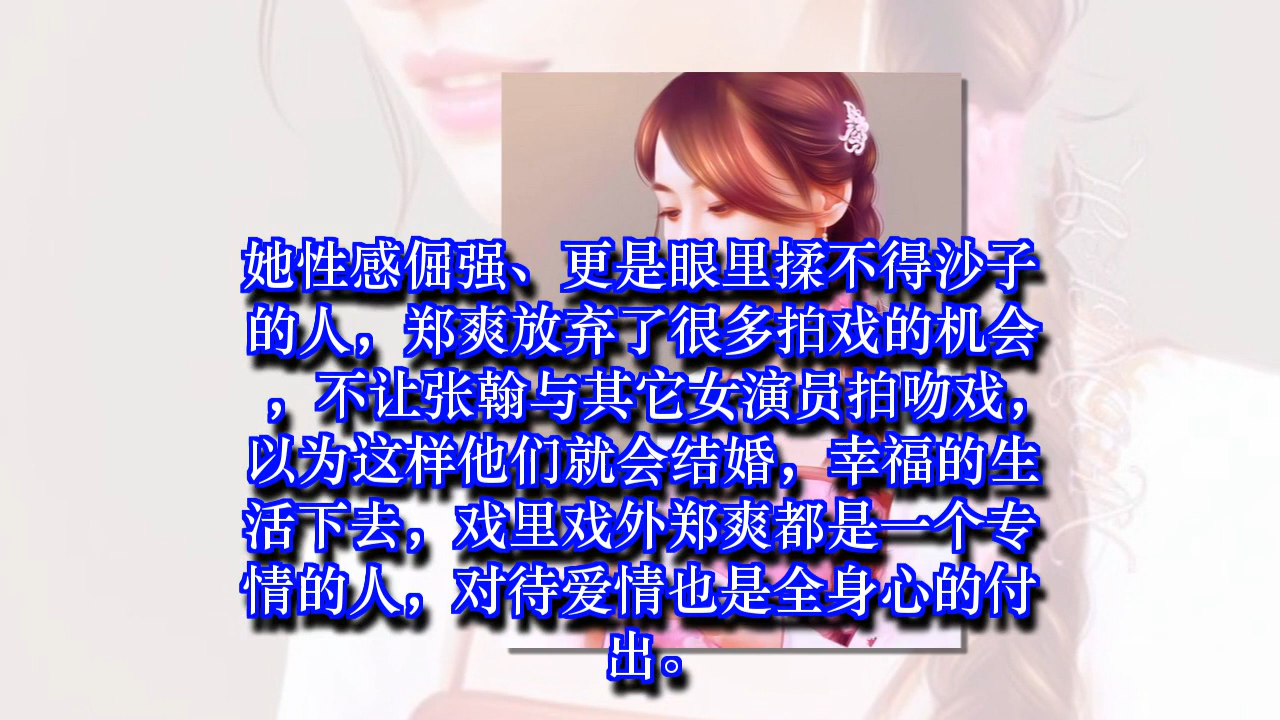 她性感倔强、更是眼里揉不得沙子
的人，郑爽放弃了很多拍戏的机会
，不让张翰与其它女演员拍吻戏，
以为这样他们就会结婚，幸福的生
活下去，戏里戏外郑爽都是一个专
情的人，对待爱情也是全身心的付
出。